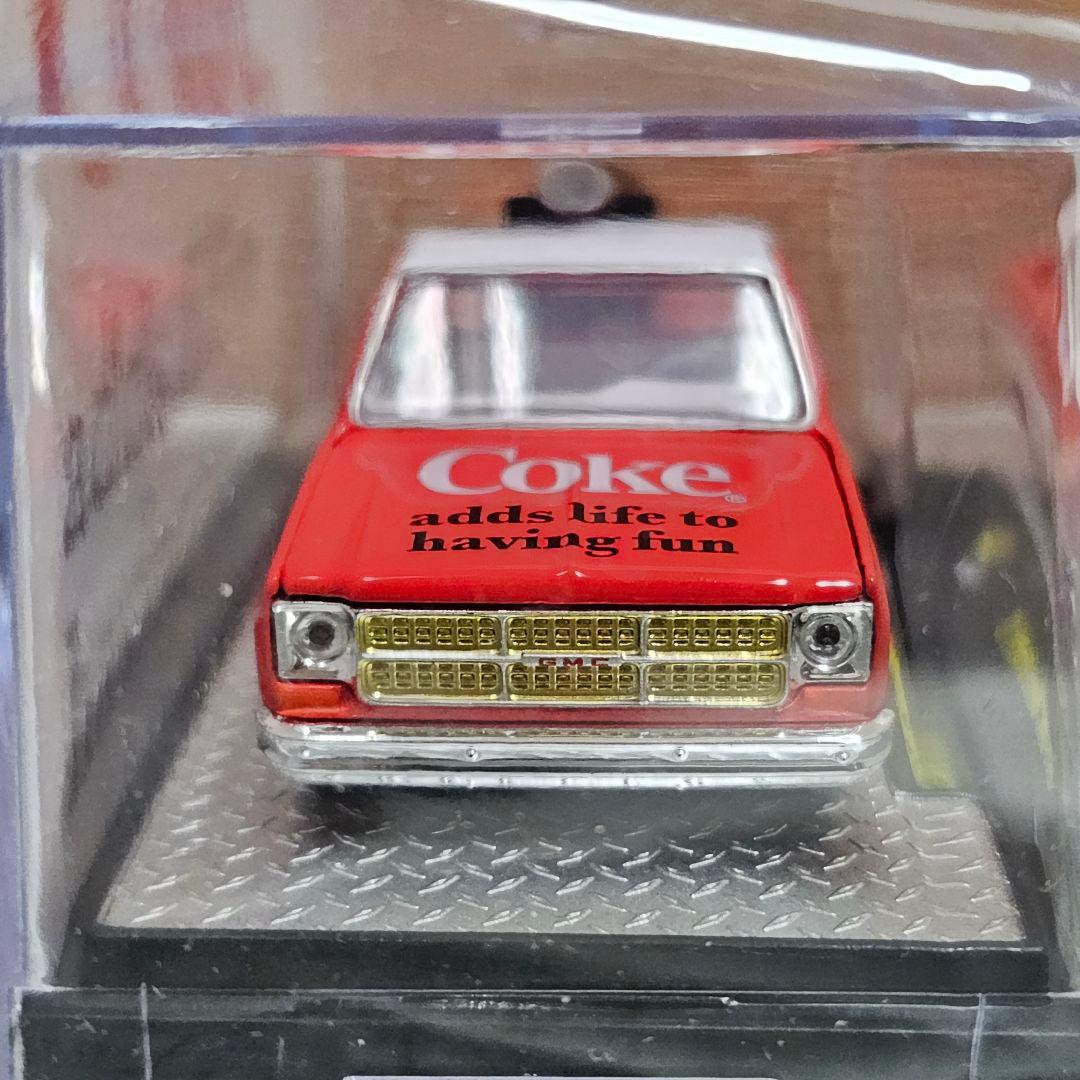 Coke®
adds life to
having fun
GMC